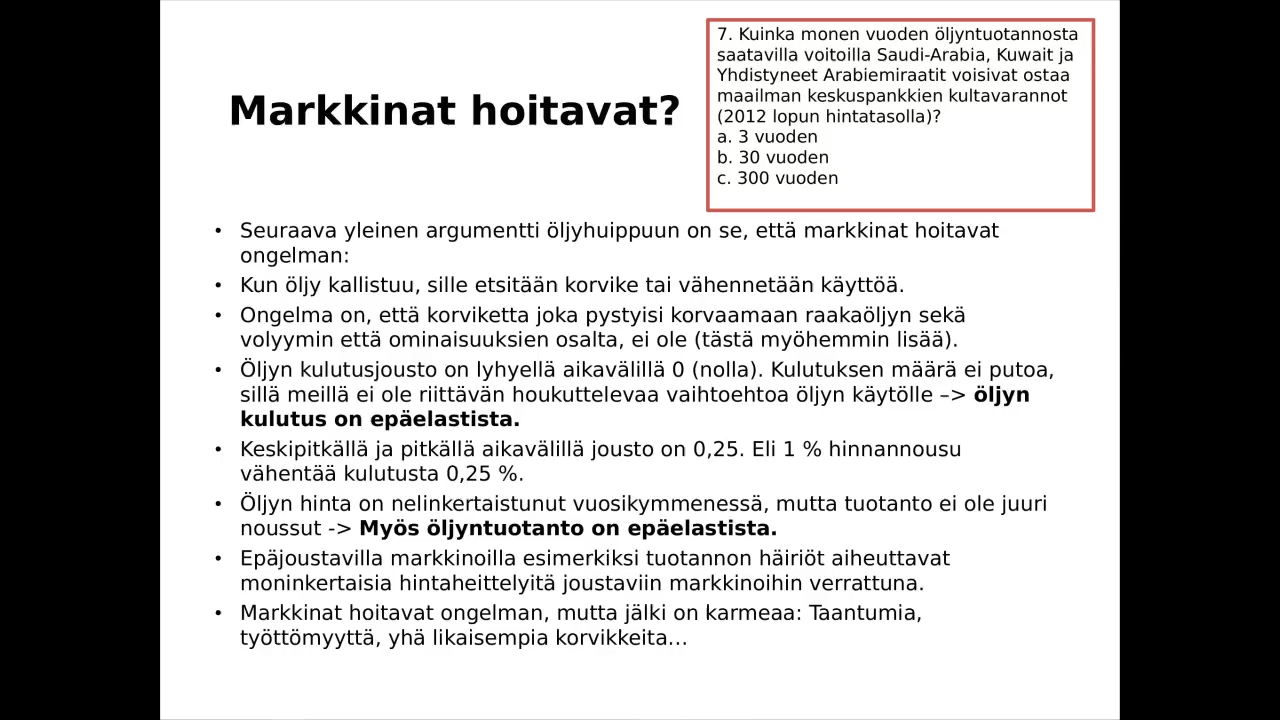 Markkinat hoitavat?
7. Kuinka monen vuoden öljyntuotannosta
saatavilla voitoilla Saudi-Arabia, Kuwait ja
Yhdistyneet Arabiemiraatit voisivat ostaa
maailman keskuspankkien kultavarannot
(2012 lopun hintatasolla)?
a. 3 vuoden
b. 30 vuoden
c. 300 vuoden
• Seuraava yleinen argumentti öljyhuippuun on se, että markkinat hoitavat
ongelman:
• Kun öljy kallistuu, sille etsitään korvike tai vähennetään käyttöä.
• Ongelma on, että korviketta joka pystyisi korvaamaan raakaöljyn sekä
volyymin että ominaisuuksien osalta, ei ole (tästä myöhemmin lisää).
• Öljyn kulutusjousto on lyhyellä aikavälillä 0 (nolla). Kulutuksen määrä ei putoa,
sillä meillä ei ole riittävän houkuttelevaa vaihtoehtoa öljyn käytölle –> öljyn
kulutus on epäelastista.
• Keskipitkällä ja pitkällä aikavälillä jousto on 0,25. Eli 1 % hinnannousu
vähentää kulutusta 0,25 %.
• Öljyn hinta on nelinkertaistunut vuosikymmenessä, mutta tuotanto ei ole juuri
noussut -> Myös öljyntuotanto on epäelastista.
• Epäjoustavilla markkinoilla esimerkiksi tuotannon häiriöt aiheuttavat
moninkertaisia hintaheittelyitä joustaviin markkinoihin verrattuna.
• Markkinat hoitavat ongelman, mutta jälki on karmeaa: Taantumia,
työttömyyttä, yhä likaisempia korvikkeita…